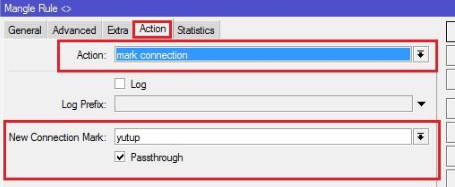 Mangle Rule <>
General Advanced Extra Action Statistics
Action: mark connection
Log
Log Prefix:
New Connection Mark: yutup
Passthrough